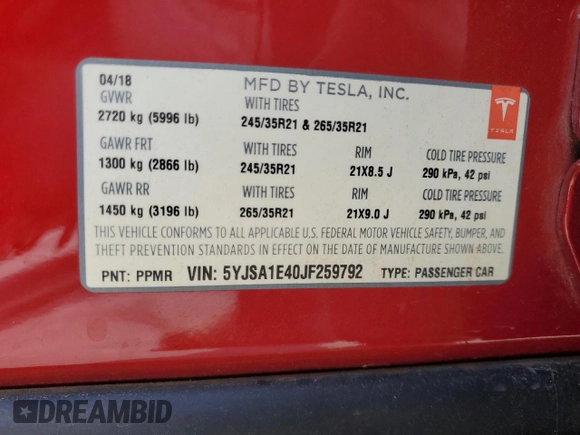 04/18 MFD BY TESLA, INC.
GVWR WITH TIRES
2720 kg (5996 lb) 245/35R21 & 265/35R21
TESLA
GAWR FRT WITH TIRES RIM COLD TIRE PRESSURE
1300 kg (2866 lb) 245/35R21 21X8.5 J 290 kPa, 42 psi
GAWR RR WITH TIRES RIM COLD TIRE PRESSURE
1450 kg (3196 lb) 265/35R21 21X9.0 J 290 kPa, 42 psi
THIS VEHICLE CONFORMS TO ALL APPLICABLE U.S. FEDERAL MOTOR VEHICLE SAFETY, BUMPER, AND
THEFT PREVENTION STANDARDS IN EFFECT ON THE DATE OF MANUFACTURE SHOWN ABOVE.
PNT: PPMR VIN: 5YJSA1E40JF259792 TYPE: PASSENGER CAR
DREAMBID